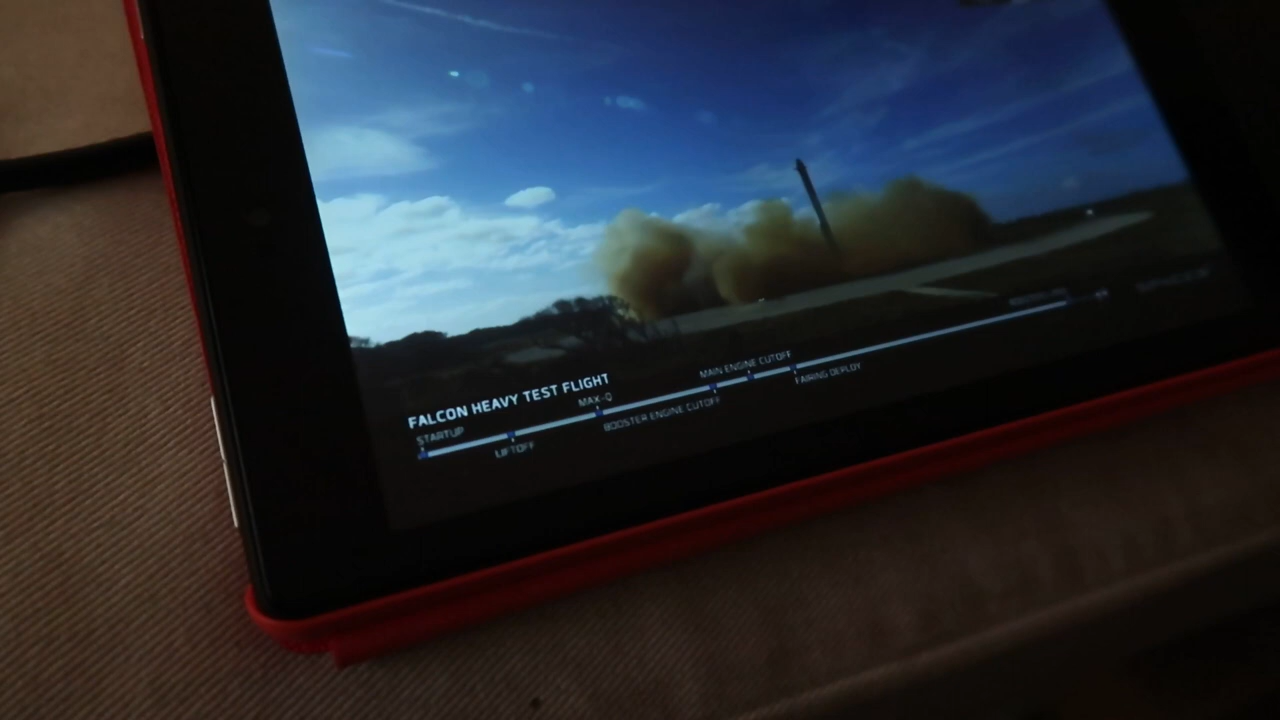 FALCON HEAVY TEST FLIGHT
STARTUP
LIFTOFF
MAX-Q
BOOSTER ENGINE CUTOFF
MAIN ENGINE CUTOFF
FAIRING DEPLOY